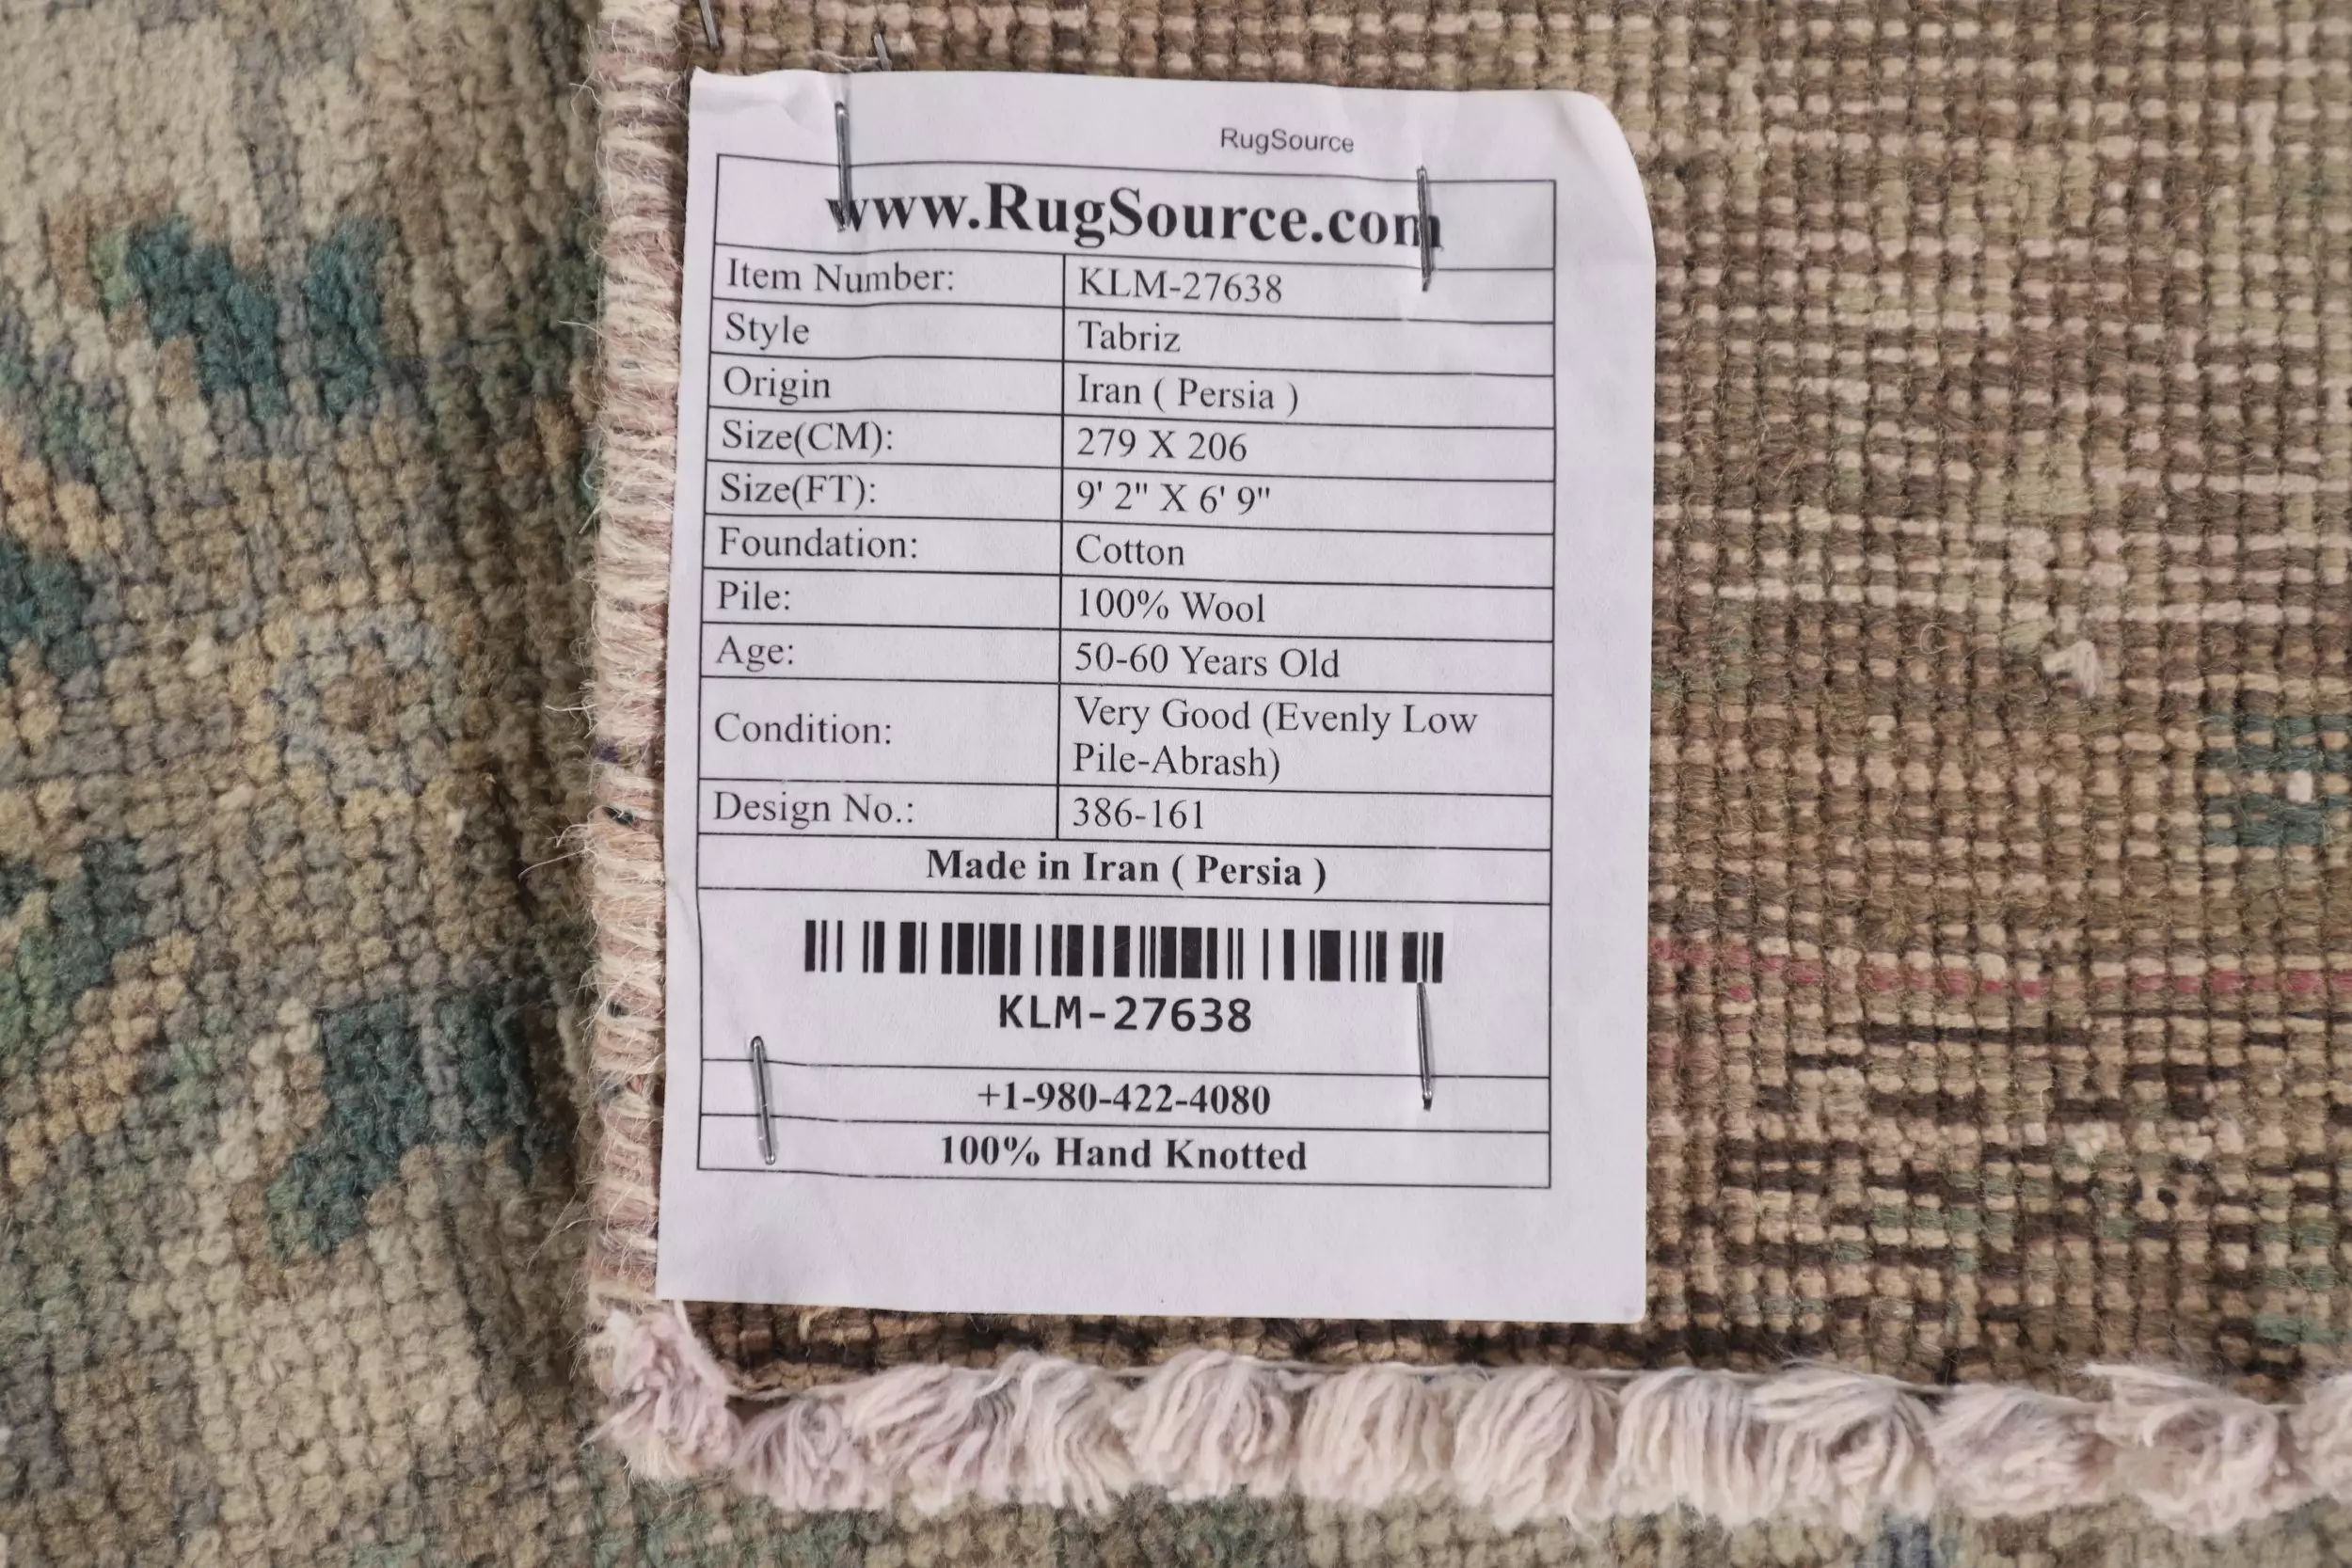 RugSource
www.RugSource.com
Item Number: KLM-27638
Style Tabriz
Origin Iran ( Persia )
Size(CM): 279 X 206
Size(FT): 9' 2" X 6' 9"
Foundation: Cotton
Pile: 100% Wool
Age: 50-60 Years Old
Condition: Very Good (Evenly Low
Pile-Abrash)
Design No.: 386-161
Made in Iran ( Persia )
KLM-27638
+1-980-422-4080
100% Hand Knotted